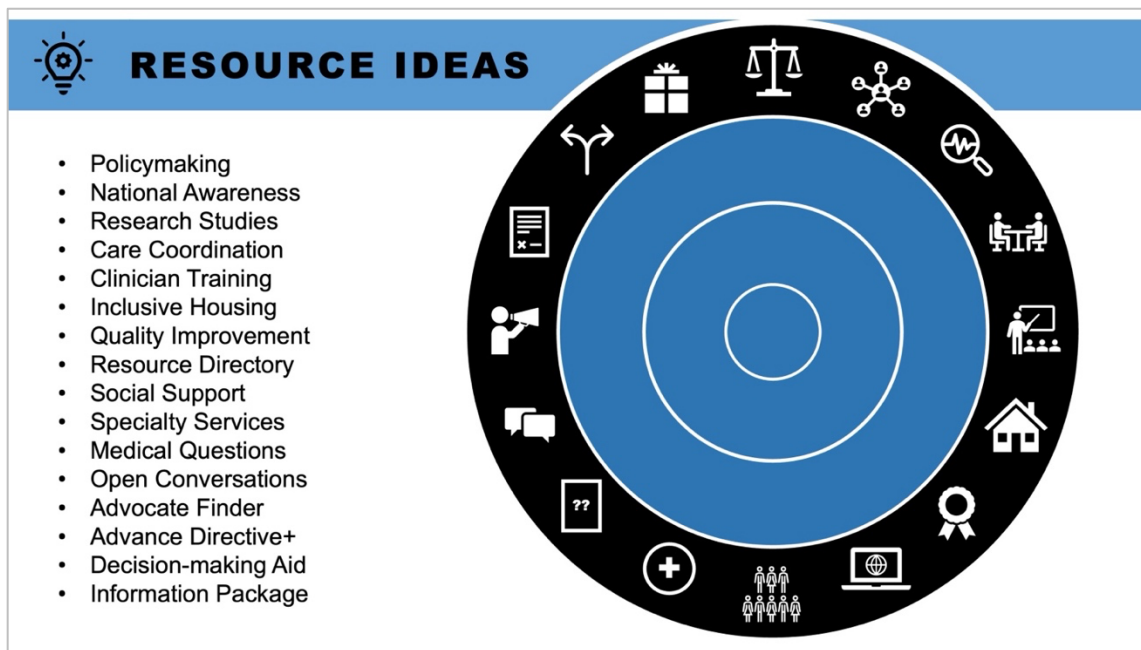 RESOURCE IDEAS
• Policymaking
• National Awareness
• Research Studies
• Care Coordination
• Clinician Training
• Inclusive Housing
• Quality Improvement
• Resource Directory
• Social Support
• Specialty Services
• Medical Questions
• Open Conversations
• Advocate Finder
• Advance Directive+
• Decision-making Aid
• Information Package
??